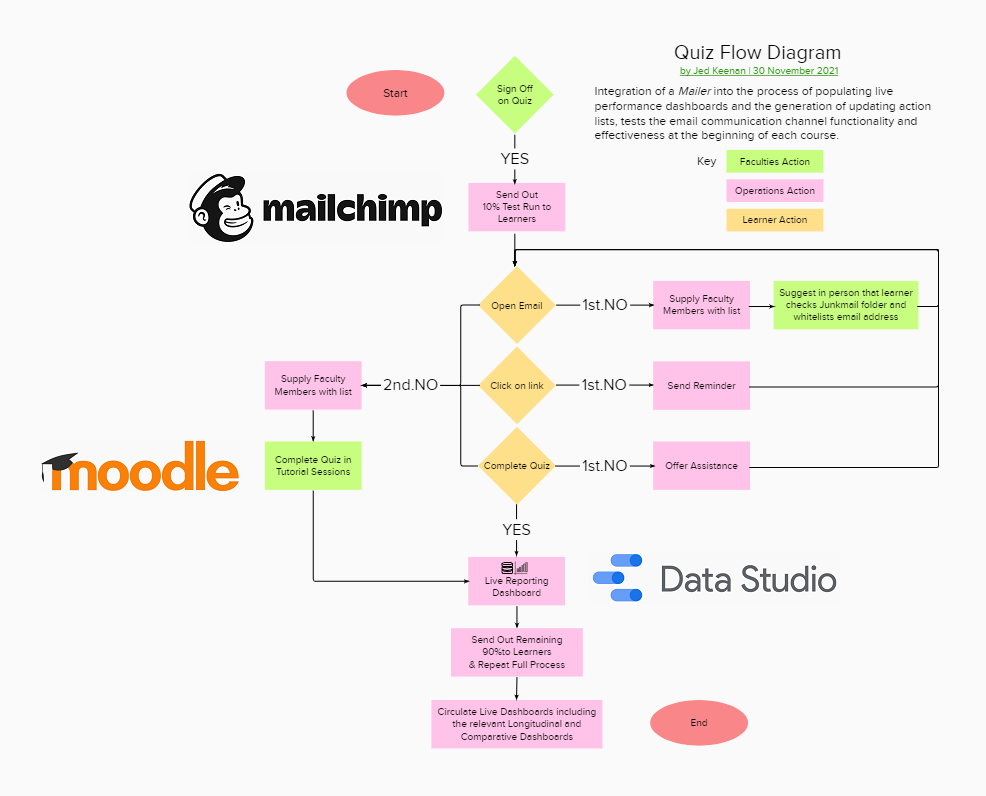 Quiz Flow Diagram
by Jed Keenan | 30 November 2021
Integration of a Mailer into the process of populating live
performance dashboards and the generation of updating action
lists, tests the email communication channel functionality and
effectiveness at the beginning of each course.
Key
Faculties Action
Operations Action
Learner Action
Start
Sign Off
on Quiz
YES
mailchimp
Send Out
10% Test Run to
Learners
Open Email
1st.NO
Supply Faculty
Members with list
Suggest in person that learner
checks Junkmail folder and
whitelists email address
Supply Faculty
Members with list
2nd.NO
Click on link
1st.NO
Send Reminder
moodle
Complete Quiz in
Tutorial Sessions
Complete Quiz
1st.NO
Offer Assistance
YES
Live Reporting
Dashboard
Data Studio
Send Out Remaining
90%to Learners
& Repeat Full Process
Circulate Live Dashboards including
the relevant Longitudinal and
Comparative Dashboards
End